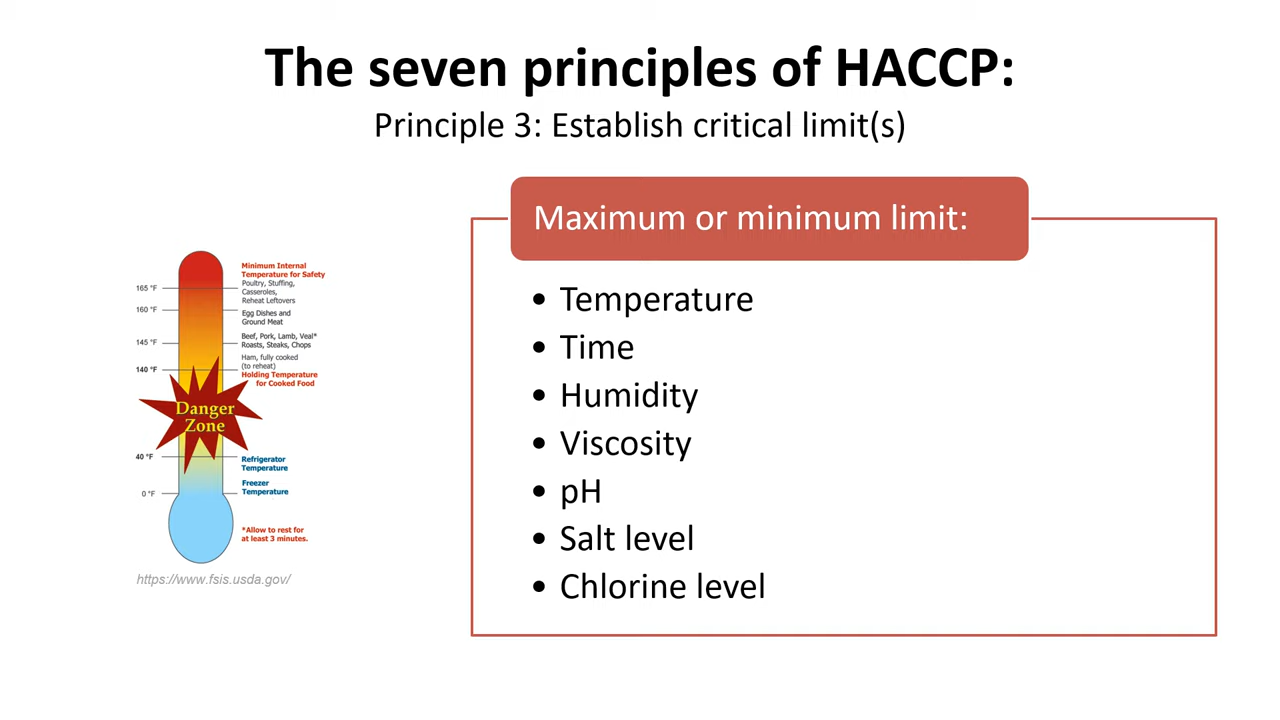 The seven principles of HACCP:
Principle 3: Establish critical limit(s)
Maximum or minimum limit:
• Temperature
• Time
• Humidity
• Viscosity
• pH
• Salt level
• Chlorine level
Minimum Internal
Temperature for Safety
165 °F
Poultry, Stuffing,
Casseroles,
Reheat Leftovers
160 °F
Egg Dishes and
Ground Meat
145 °F
Beef, Pork, Lamb, Veal*
Roasts, Steaks, Chops
Ham, fully cooked
(to reheat)
140 °F
Holding Temperature
for Cooked Food
Danger
Zone
40 °F
Refrigerator
Temperature
Freezer
Temperature
0 °F
*Allow to rest for
at least 3 minutes.
https://www.fsis.usda.gov/